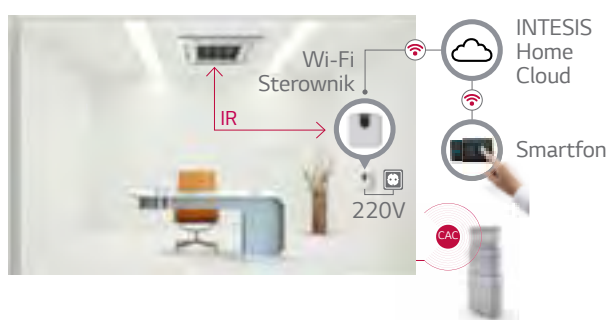 Wi-Fi
Sterownik
IR
220V
INTESIS
Home
Cloud
Smartfon
CAC